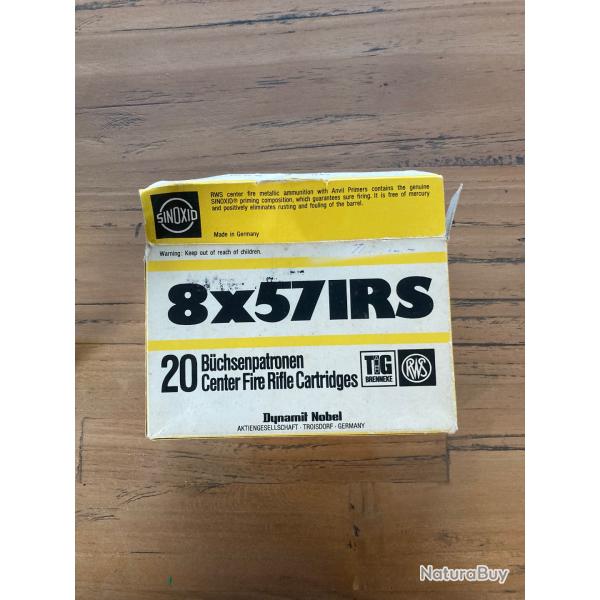 SINOXID
RWS center fire metallic ammunition with Anvil Primers contains the genuine
SINOXID® priming composition, which guarantees sure firing. It is free of mercury
and positively eliminates rusting and fouling of the barrel.
Made in Germany
Warning: Keep out of reach of children.
8x57IRS
20 Büchsenpatronen
Center Fire Rifle Cartridges
TIG
BRENNEKE
RWS
Dynamit Nobel
AKTIENGESELLSCHAFT · TROISDORF · GERMANY
NaturaBuy